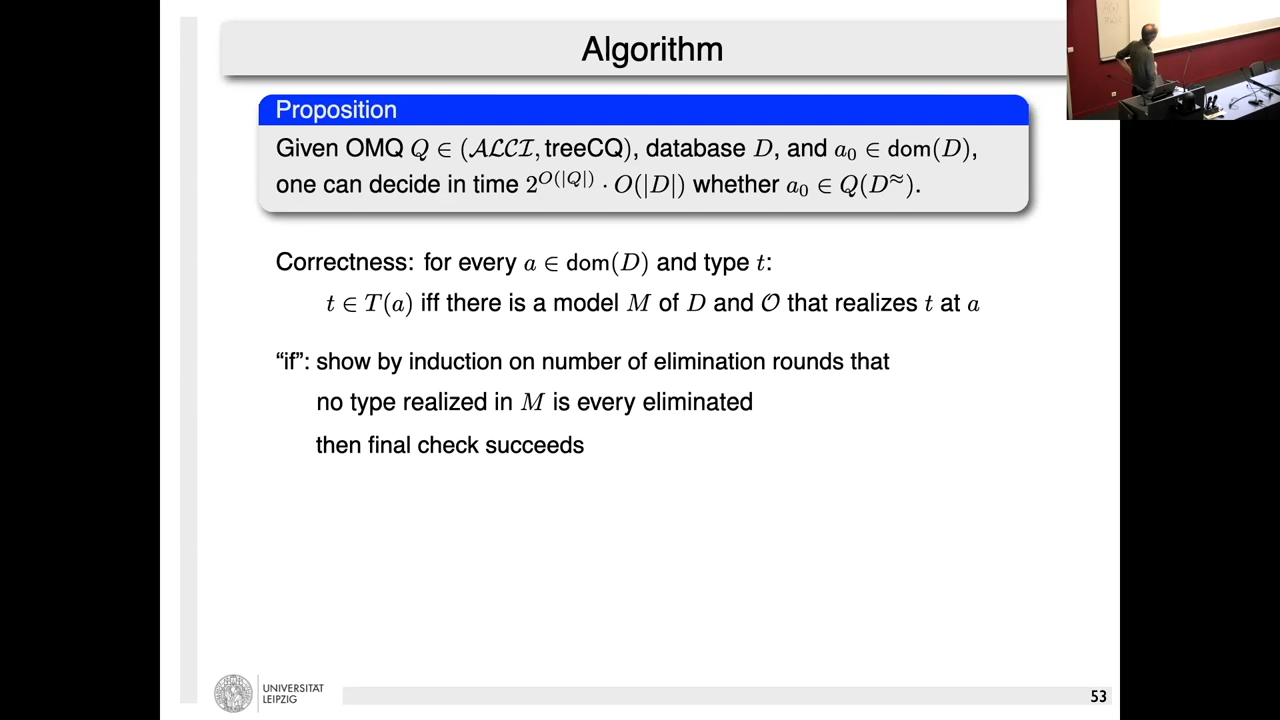 Algorithm
Proposition
Given OMQ Q ∈ (𝒜ℒ𝒞ℐ, treeCQ), database D, and a₀ ∈ dom(D),
one can decide in time 2^{O(|Q|)} · O(|D|) whether a₀ ∈ Q(D^≈).
Correctness: for every a ∈ dom(D) and type t:
t ∈ T(a) iff there is a model M of D and 𝒪 that realizes t at a
“if”: show by induction on number of elimination rounds that
no type realized in M is every eliminated
then final check succeeds
UNIVERSITÄT
LEIPZIG
53